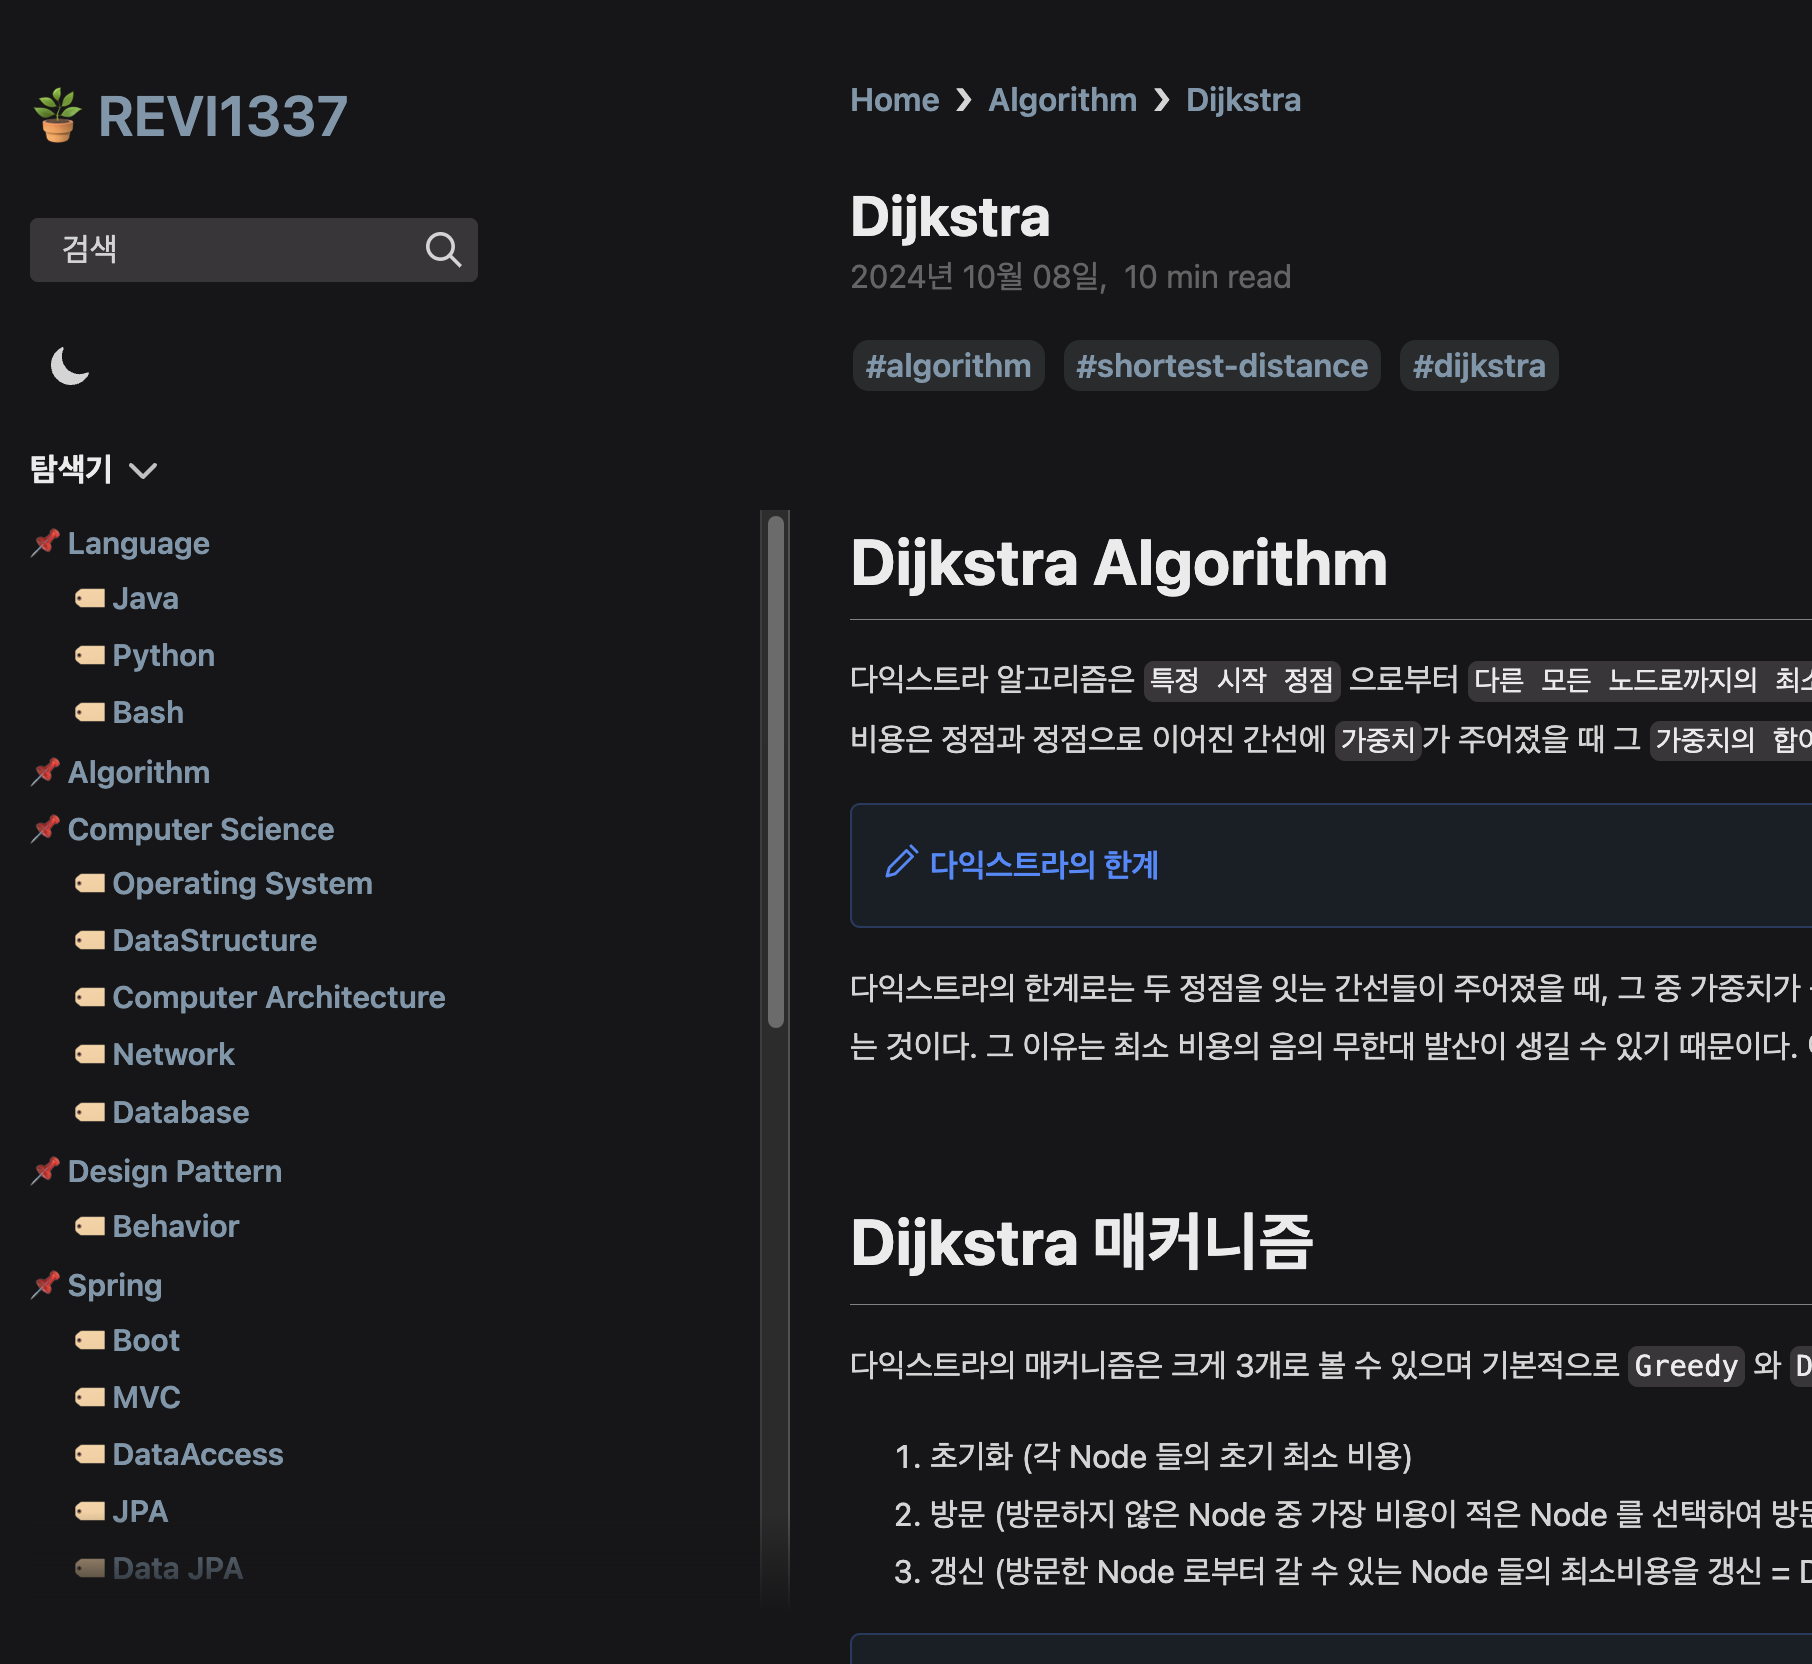 REVI1337
검색
탐색기
Language
Java
Python
Bash
Algorithm
Computer Science
Operating System
DataStructure
Computer Architecture
Network
Database
Design Pattern
Behavior
Spring
Boot
MVC
DataAccess
JPA
Data JPA
Home ❯ Algorithm ❯ Dijkstra
Dijkstra
2024년 10월 08일, 10 min read
#algorithm #shortest-distance #dijkstra
Dijkstra Algorithm
다익스트라 알고리즘은 특정 시작 정점 으로부터 다른 모든 노드로까지의 최소
비용은 정점과 정점으로 이어진 간선에 가중치가 주어졌을 때 그 가중치의 합이
다익스트라의 한계
다익스트라의 한계로는 두 정점을 잇는 간선들이 주어졌을 때, 그 중 가중치가
는 것이다. 그 이유는 최소 비용의 음의 무한대 발산이 생길 수 있기 때문이다.
Dijkstra 매커니즘
다익스트라의 매커니즘은 크게 3개로 볼 수 있으며 기본적으로 Greedy 와
1. 초기화 (각 Node 들의 초기 최소 비용)
2. 방문 (방문하지 않은 Node 중 가장 비용이 적은 Node 를 선택하여 방문
3. 갱신 (방문한 Node 로부터 갈 수 있는 Node 들의 최소비용을 갱신 =